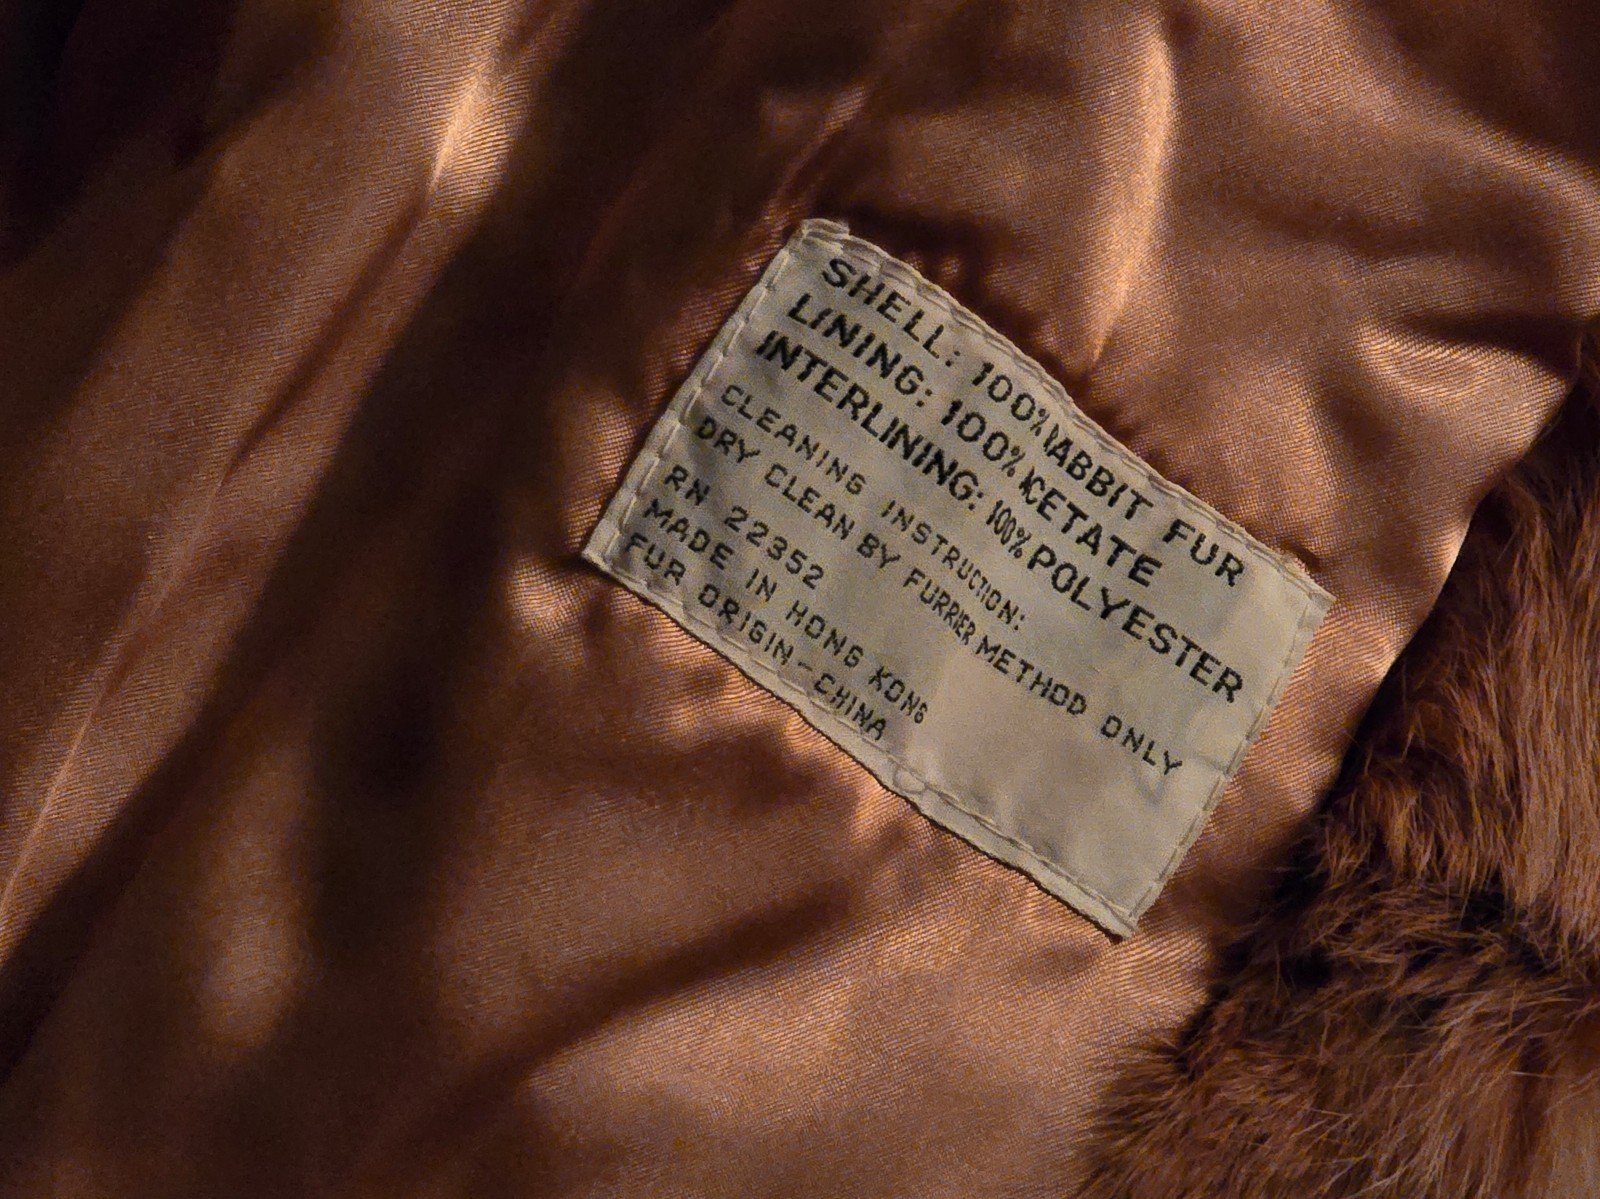 SHELL: 100% RABBIT FUR
LINING: 100% ACETATE
INTERLINING: 100% POLYESTER
CLEANING INSTRUCTION:
DRY CLEAN BY FURRIER METHOD ONLY
RN 22352
MADE IN HONG KONG
FUR ORIGIN-CHINA